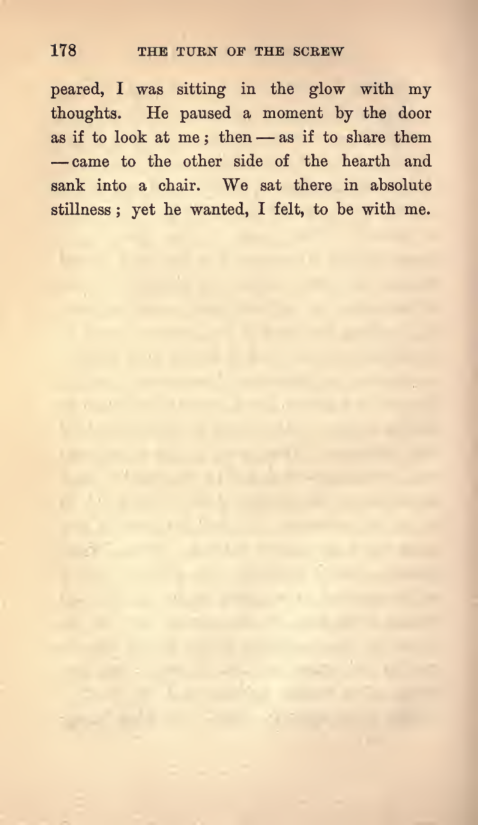 178 THE TURN OF THE SCREW
peared, I was sitting in the glow with my
thoughts. He paused a moment by the door
as if to look at me; then — as if to share them
— came to the other side of the hearth and
sank into a chair. We sat there in absolute
stillness; yet he wanted, I felt, to be with me.